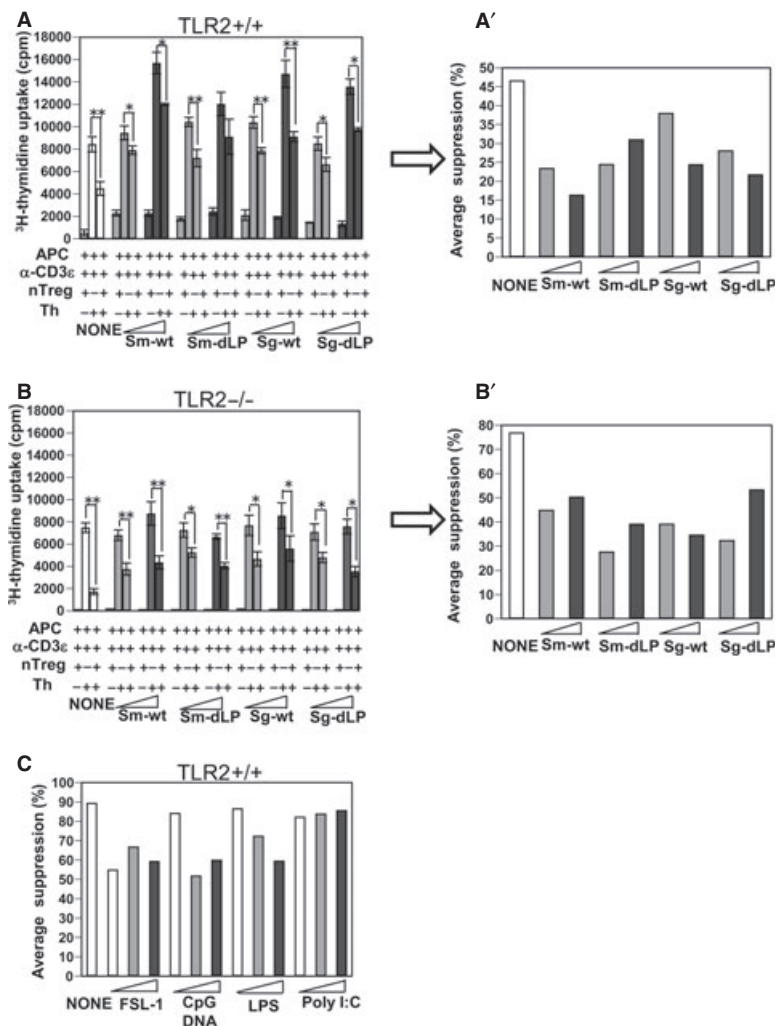 A
TLR2+/+
³H-thymidine uptake (cpm)
18000
16000
14000
12000
10000
8000
6000
4000
2000
0
** * * ** ** ** * *
APC +++ +++ +++ +++ +++ +++ +++ +++ +++
α-CD3ε +++ +++ +++ +++ +++ +++ +++ +++ +++
nTreg +−+ +−+ +−+ +−+ +−+ +−+ +−+ +−+ +−+
Th −++ −++ −++ −++ −++ −++ −++ −++ −++
NONE Sm-wt Sm-dLP Sg-wt Sg-dLP
A′
Average suppression (%)
50
45
40
35
30
25
20
15
10
5
0
NONE Sm-wt Sm-dLP Sg-wt Sg-dLP
B
TLR2−/−
³H-thymidine uptake (cpm)
18000
16000
14000
12000
10000
8000
6000
4000
2000
0
** ** ** * ** * * * *
APC +++ +++ +++ +++ +++ +++ +++ +++ +++
α-CD3ε +++ +++ +++ +++ +++ +++ +++ +++ +++
nTreg +−+ +−+ +−+ +−+ +−+ +−+ +−+ +−+ +−+
Th −++ −++ −++ −++ −++ −++ −++ −++ −++
NONE Sm-wt Sm-dLP Sg-wt Sg-dLP
B′
Average suppression (%)
80
70
60
50
40
30
20
10
0
NONE Sm-wt Sm-dLP Sg-wt Sg-dLP
C
TLR2+/+
Average suppression (%)
100
90
80
70
60
50
40
30
20
10
0
NONE FSL-1 CpG LPS Poly I:C
DNA